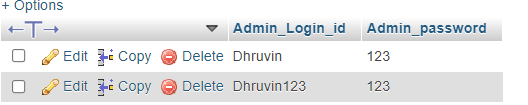 + Options
Admin_Login_id Admin_password
Edit Copy Delete Dhruvin 123
Edit Copy Delete Dhruvin123 123